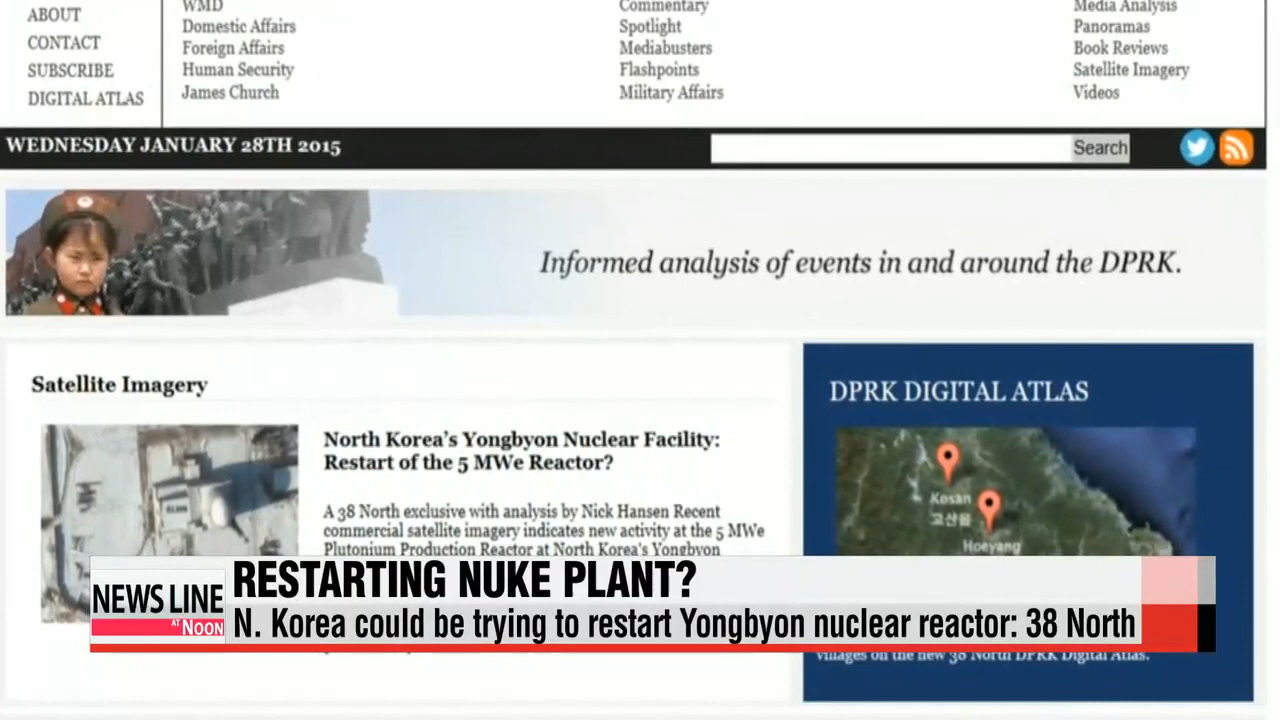 ABOUT
CONTACT
SUBSCRIBE
DIGITAL ATLAS
WMD
Domestic Affairs
Foreign Affairs
Human Security
James Church
Commentary
Spotlight
Mediabusters
Flashpoints
Military Affairs
Media Analysis
Panoramas
Book Reviews
Satellite Imagery
Videos
WEDNESDAY JANUARY 28TH 2015
Search
Informed analysis of events in and around the DPRK.
Satellite Imagery
North Korea's Yongbyon Nuclear Facility:
Restart of the 5 MWe Reactor?
A 38 North exclusive with analysis by Nick Hansen Recent
commercial satellite imagery indicates new activity at the 5 MWe
Plutonium Production Reactor at North Korea's Yongbyon
DPRK DIGITAL ATLAS
Kosan
고산읍
Hoeyang
villages on the new 38 North DPRK Digital Atlas.
NEWS LINE
AT NOON
RESTARTING NUKE PLANT?
N. Korea could be trying to restart Yongbyon nuclear reactor: 38 North